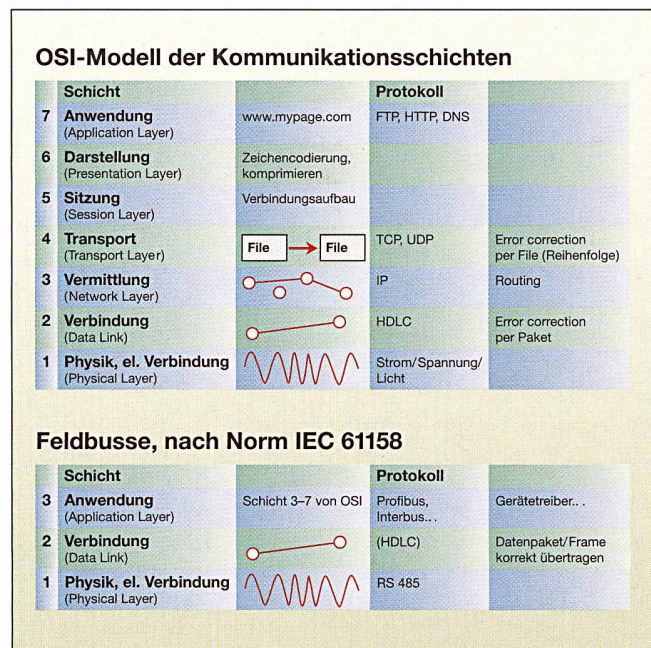 OSI-Modell der Kommunikationsschichten
Schicht Protokoll
7 Anwendung www.mypage.com FTP, HTTP, DNS
(Application Layer)
6 Darstellung Zeichencodierung,
(Presentation Layer) komprimieren
5 Sitzung Verbindungsaufbau
(Session Layer)
4 Transport File File TCP, UDP Error correction
(Transport Layer) per File (Reihenfolge)
3 Vermittlung IP Routing
(Network Layer)
2 Verbindung HDLC Error correction
(Data Link) per Paket
1 Physik, el. Verbindung Strom/Spannung/
(Physical Layer) Licht
Feldbusse, nach Norm IEC 61158
Schicht Protokoll
3 Anwendung Schicht 3–7 von OSI Profibus, Gerätetreiber...
(Application Layer) Interbus...
2 Verbindung (HDLC) Datenpaket/Frame
(Data Link) korrekt übertragen
1 Physik, el. Verbindung RS 485
(Physical Layer)